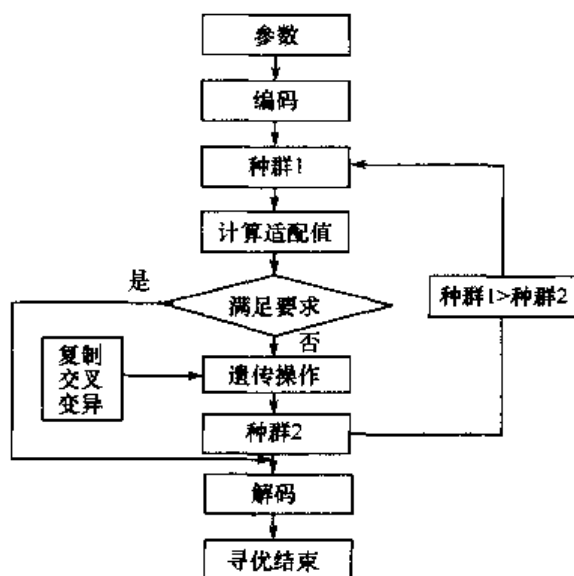 参数
编码
种群1
计算适配值
是
满足要求
种群1>种群2
否
复制
交叉
变异
遗传操作
种群2
解码
寻优结束